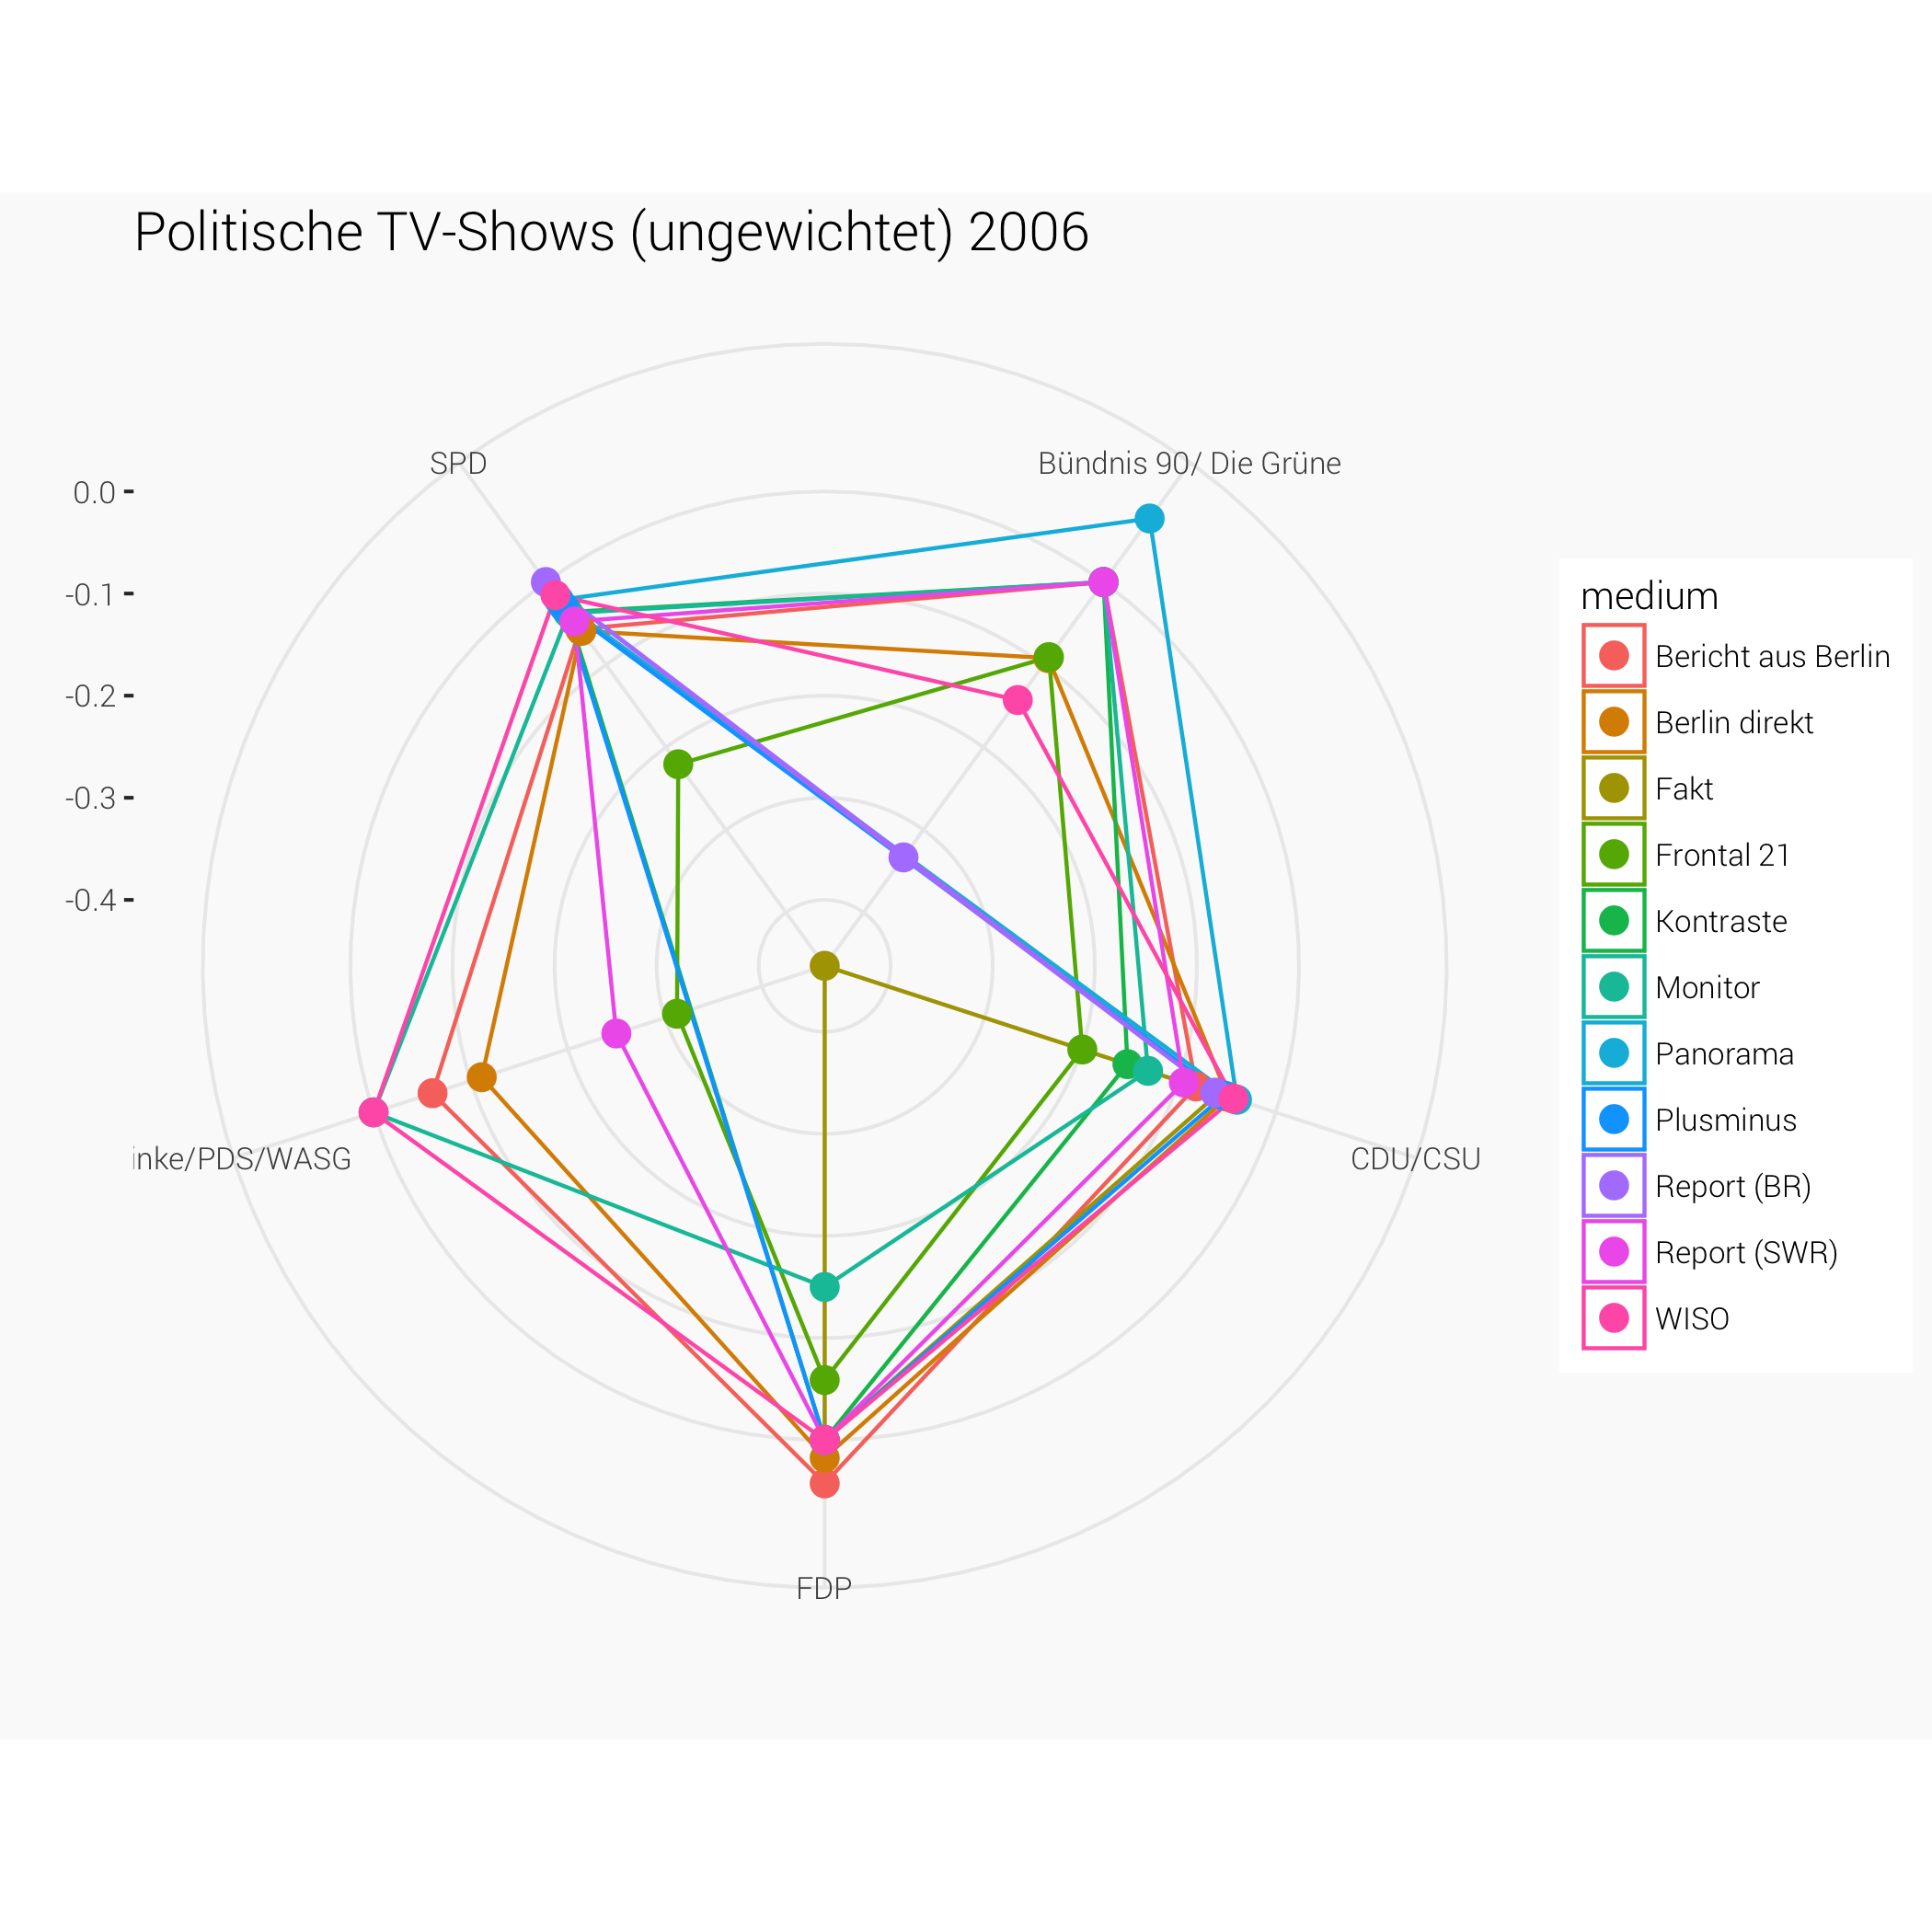 Politische TV-Shows (ungewichtet) 2006
SPD
Bündnis 90/ Die Grüne
0.0
-0.1
-0.2
-0.3
-0.4
inke/PDS/WASG
CDU/CSU
FDP
medium
Bericht aus Berlin
Berlin direkt
Fakt
Frontal 21
Kontraste
Monitor
Panorama
Plusminus
Report (BR)
Report (SWR)
WISO